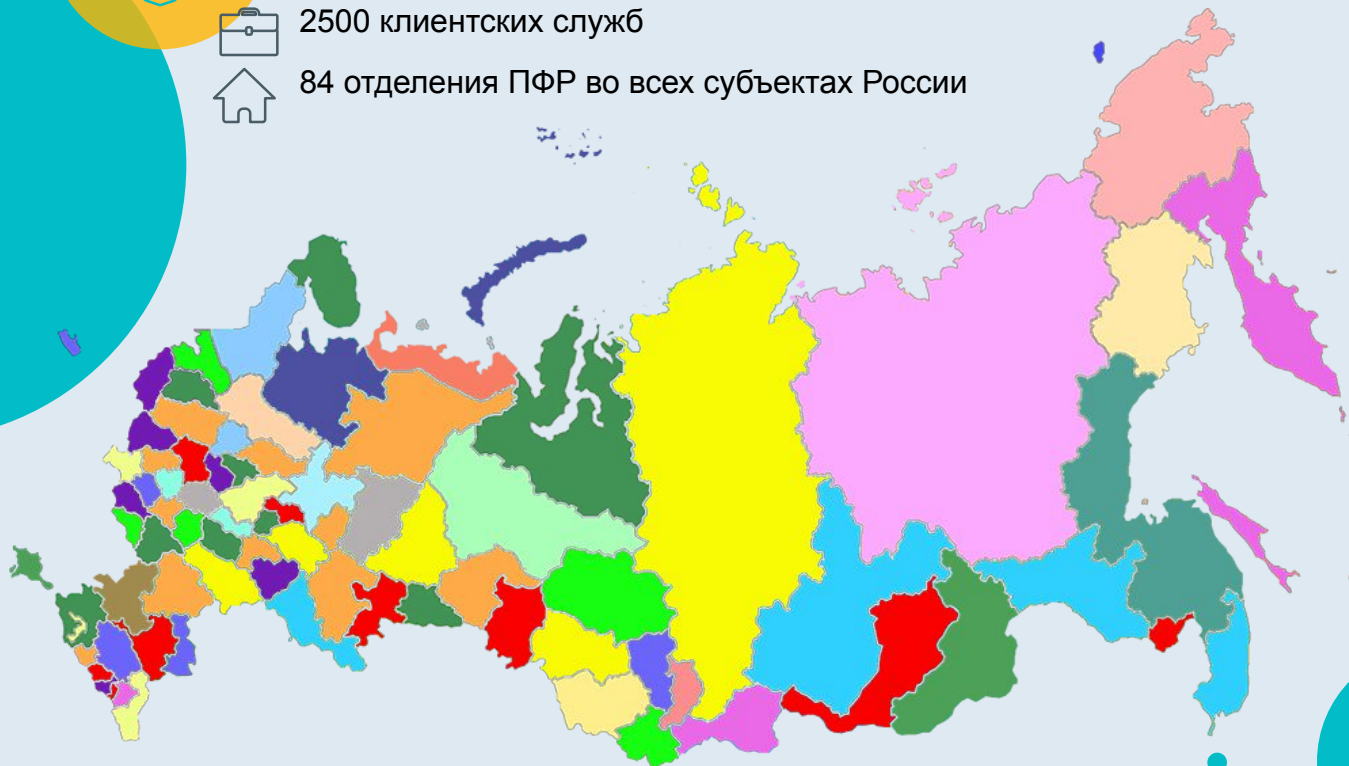 2500 клиентских служб
84 отделения ПФР во всех субъектах России